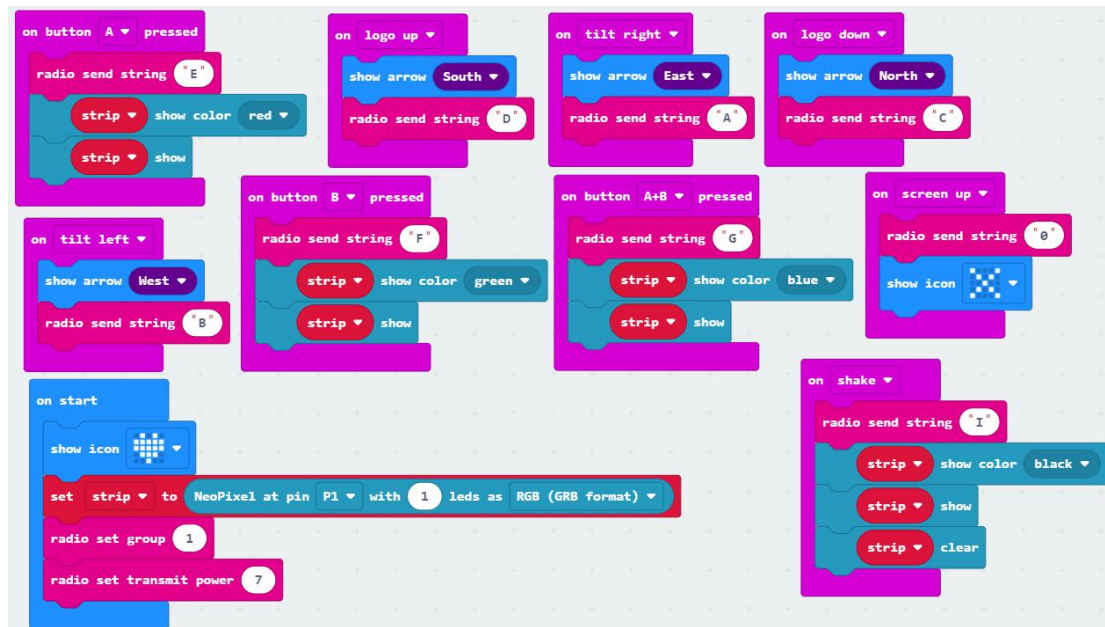 on button A pressed
radio send string "E"
strip show color red
strip show
on logo up
show arrow South
radio send string "D"
on tilt right
show arrow East
radio send string "A"
on logo down
show arrow North
radio send string "C"
on tilt left
show arrow West
radio send string "B"
on button B pressed
radio send string "F"
strip show color green
strip show
on button A+B pressed
radio send string "G"
strip show color blue
strip show
on screen up
radio send string "0"
show icon
on start
show icon
set strip to NeoPixel at pin P1 with 1 leds as RGB (GRB format)
radio set group 1
radio set transmit power 7
on shake
radio send string "I"
strip show color black
strip show
strip clear